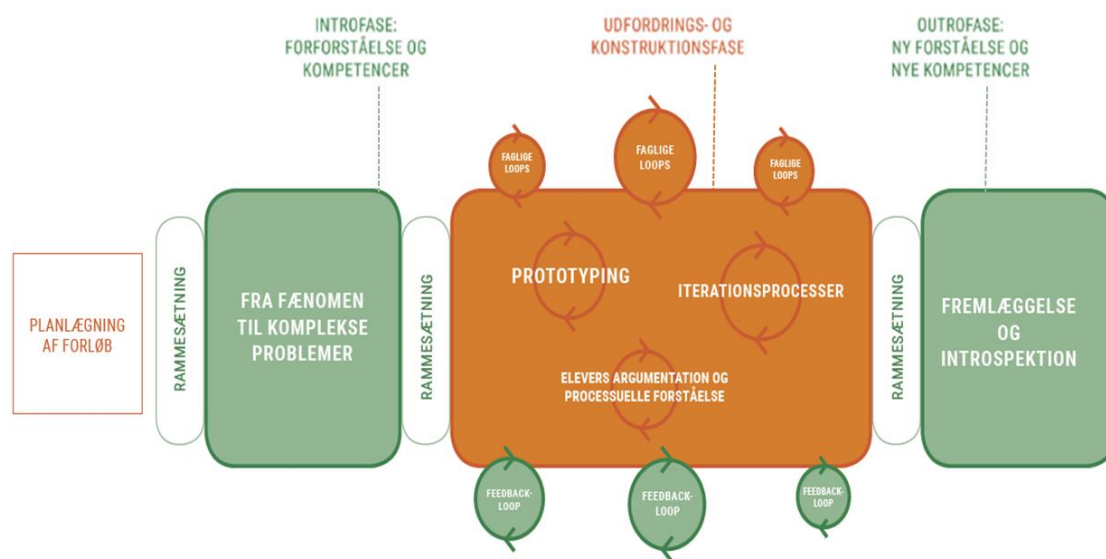 INTROFASE:
FORFORSTÅELSE OG
KOMPETENCER
UDFORDRINGS- OG
KONSTRUKTIONSFASE
OUTROFASE:
NY FORSTÅELSE OG
NYE KOMPETENCER
FAGLIGE
LOOPS
FAGLIGE
LOOPS
FAGLIGE
LOOPS
PLANLÆGNING
AF FORLØB
RAMMESÆTNING
FRA FÆNOMEN
TIL KOMPLEKSE
PROBLEMER
RAMMESÆTNING
PROTOTYPING
ITERATIONSPROCESSER
ELEVERS ARGUMENTATION OG
PROCESSUELLE FORSTÅELSE
RAMMESÆTNING
FREMLÆGGELSE
OG
INTROSPEKTION
FEEDBACK-
LOOP
FEEDBACK-
LOOP
FEEDBACK-
LOOP